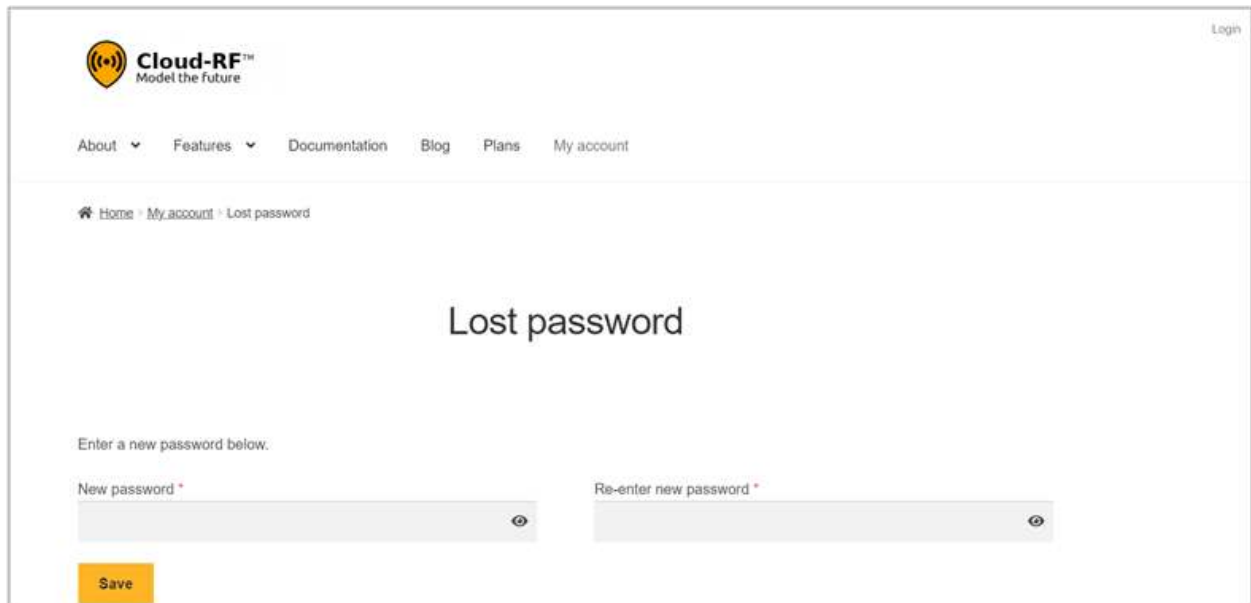 Login
Cloud-RF™
Model the future
About Features Documentation Blog Plans My account
Home › My account › Lost password
Lost password
Enter a new password below.
New password * Re-enter new password *
Save